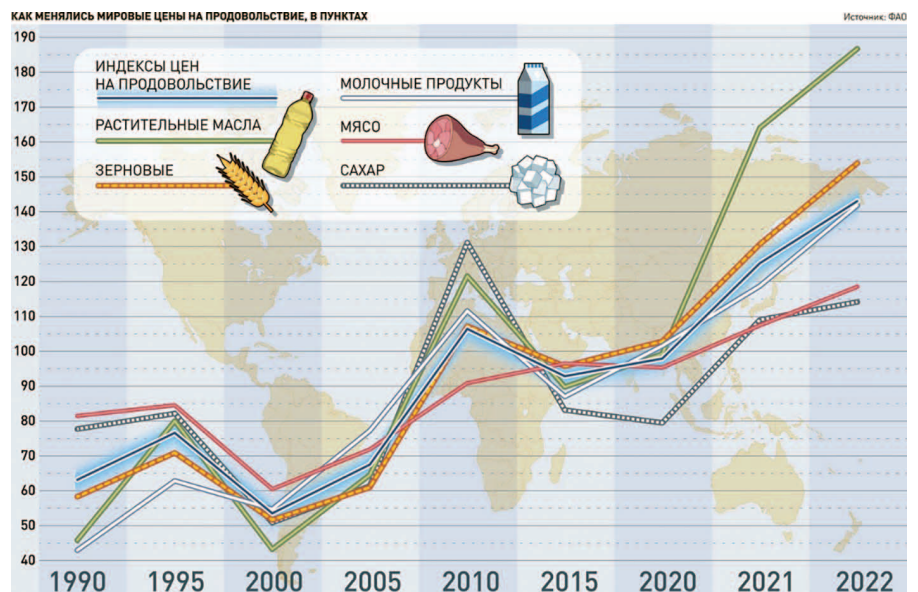 КАК МЕНЯЛИСЬ МИРОВЫЕ ЦЕНЫ НА ПРОДОВОЛЬСТВИЕ, В ПУНКТАХ
Источник: ФАО
ИНДЕКСЫ ЦЕН
НА ПРОДОВОЛЬСТВИЕ
РАСТИТЕЛЬНЫЕ МАСЛА
ЗЕРНОВЫЕ
МОЛОЧНЫЕ ПРОДУКТЫ
МЯСО
САХАР
190
180
170
160
150
140
130
120
110
100
90
80
70
60
50
40
1990 1995 2000 2005 2010 2015 2020 2021 2022